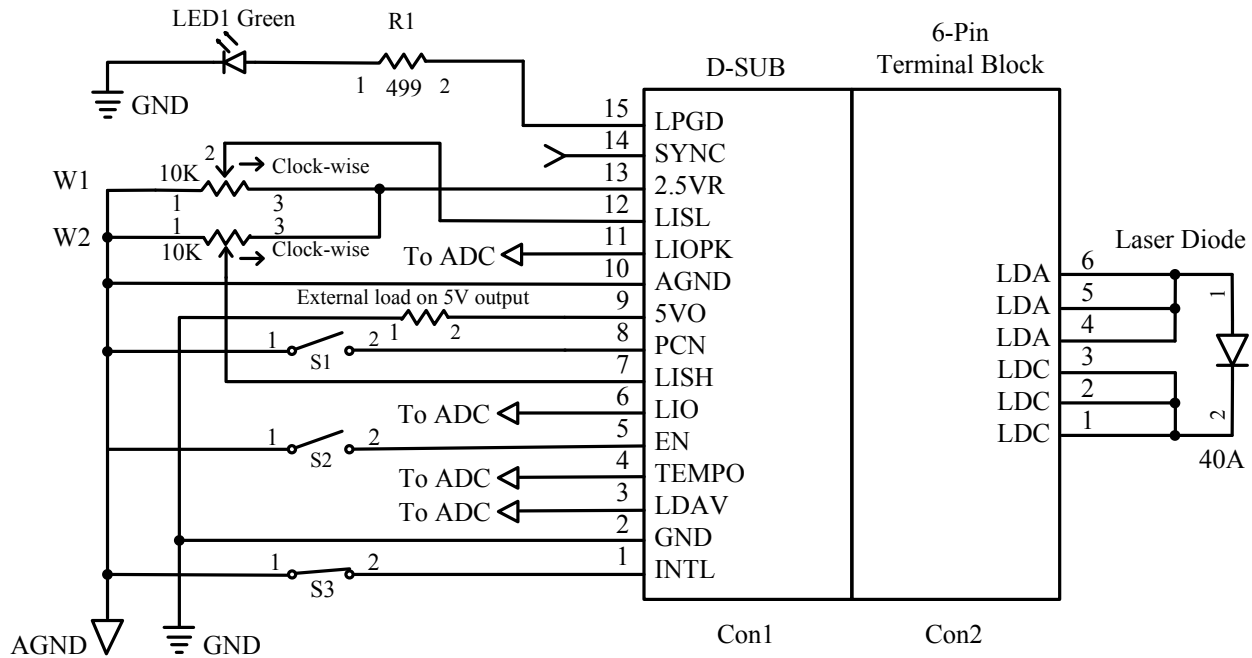 LED1 Green
R1
1 499 2
GND
D-SUB
6-Pin
Terminal Block
15 LPGD
14 SYNC
13 2.5VR
12 LISL
11 LIOPK
10 AGND
9 5VO
8 PCN
7 LISH
6 LIO
5 EN
4 TEMPO
3 LDAV
2 GND
1 INTL
W1
10K
2
Clock-wise
1 3
W2
1 3
10K
Clock-wise
To ADC
External load on 5V output
1 2
1 2
S1
To ADC
1 2
S2
To ADC
To ADC
1 2
S3
AGND
GND
Con1
Con2
LDA 6
LDA 5
LDA 4
LDC 3
LDC 2
LDC 1
Laser Diode
1
2
40A